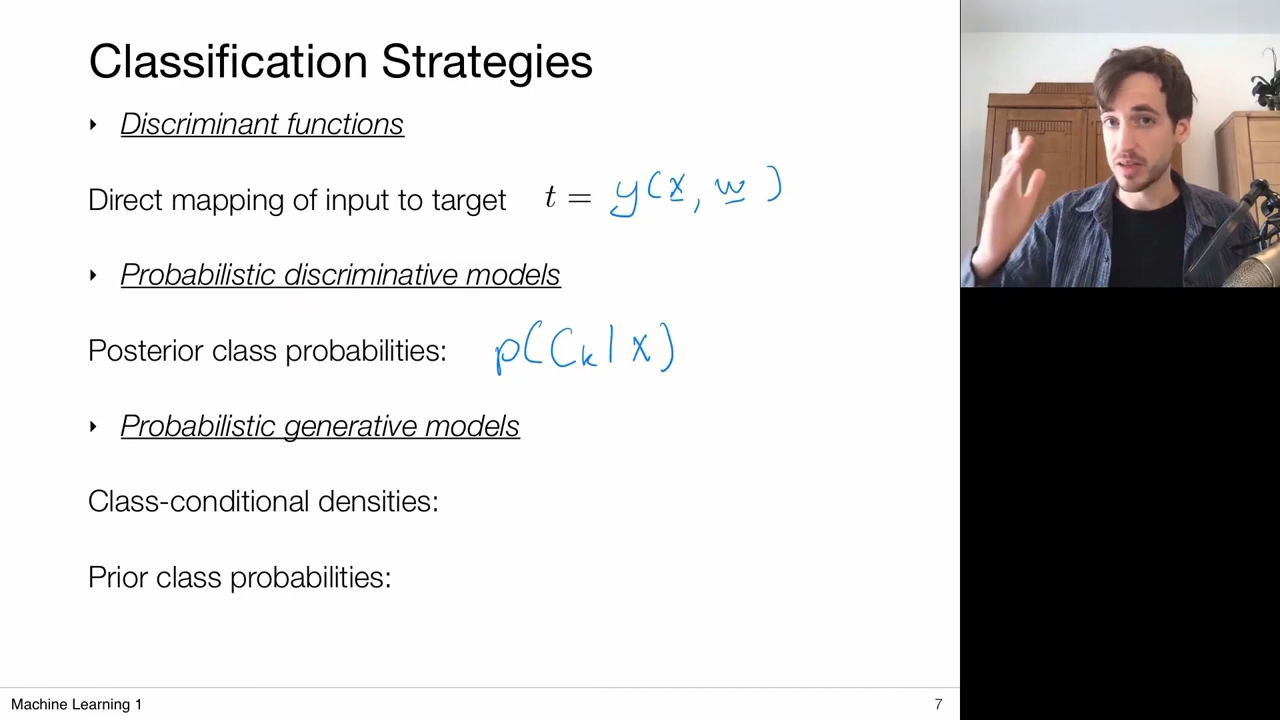 Classification Strategies
‣ Discriminant functions
Direct mapping of input to target t = y(x, w)
‣ Probabilistic discriminative models
Posterior class probabilities: p(Cₖ|x)
‣ Probabilistic generative models
Class-conditional densities:
Prior class probabilities:
Machine Learning 1 7